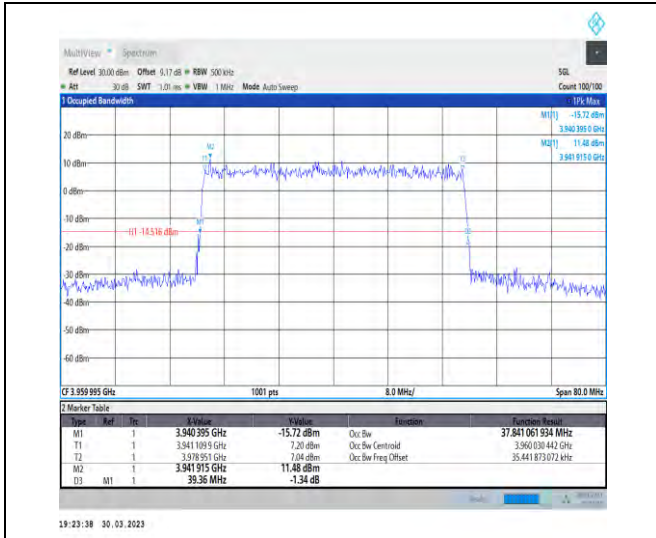 MultiView Spectrum
Ref Level 30.00 dBm Offset 9.17 dB RBW 500 kHz SGL
Att 30 dB SWT 1.01 ms VBW 1 MHz Mode Auto Sweep Count 100/100
1 Occupied Bandwidth 1Pk Max
M1[1] -15.72 dBm
3.940 395 0 GHz
M2[1] 11.48 dBm
3.941 915 0 GHz
20 dBm
M2
T1 T2
10 dBm
0 dBm
-10 dBm
M1
H1 -14.516 dBm
D3
-30 dBm
-40 dBm
-50 dBm
-60 dBm
CF 3.959 995 GHz 1001 pts 8.0 MHz/ Span 80.0 MHz
2 Marker Table
Type Ref Trc X-Value Y-Value Function Function Result
M1 1 3.940 395 GHz -15.72 dBm Occ Bw 37.841 061 934 MHz
T1 1 3.941 109 9 GHz 7.20 dBm Occ Bw Centroid 3.960 030 442 GHz
T2 1 3.978 951 GHz 7.04 dBm Occ Bw Freq Offset 35.441 873 072 kHz
M2 1 3.941 915 GHz 11.48 dBm
D3 M1 1 39.36 MHz -1.34 dB
19:23:38 30.03.2023